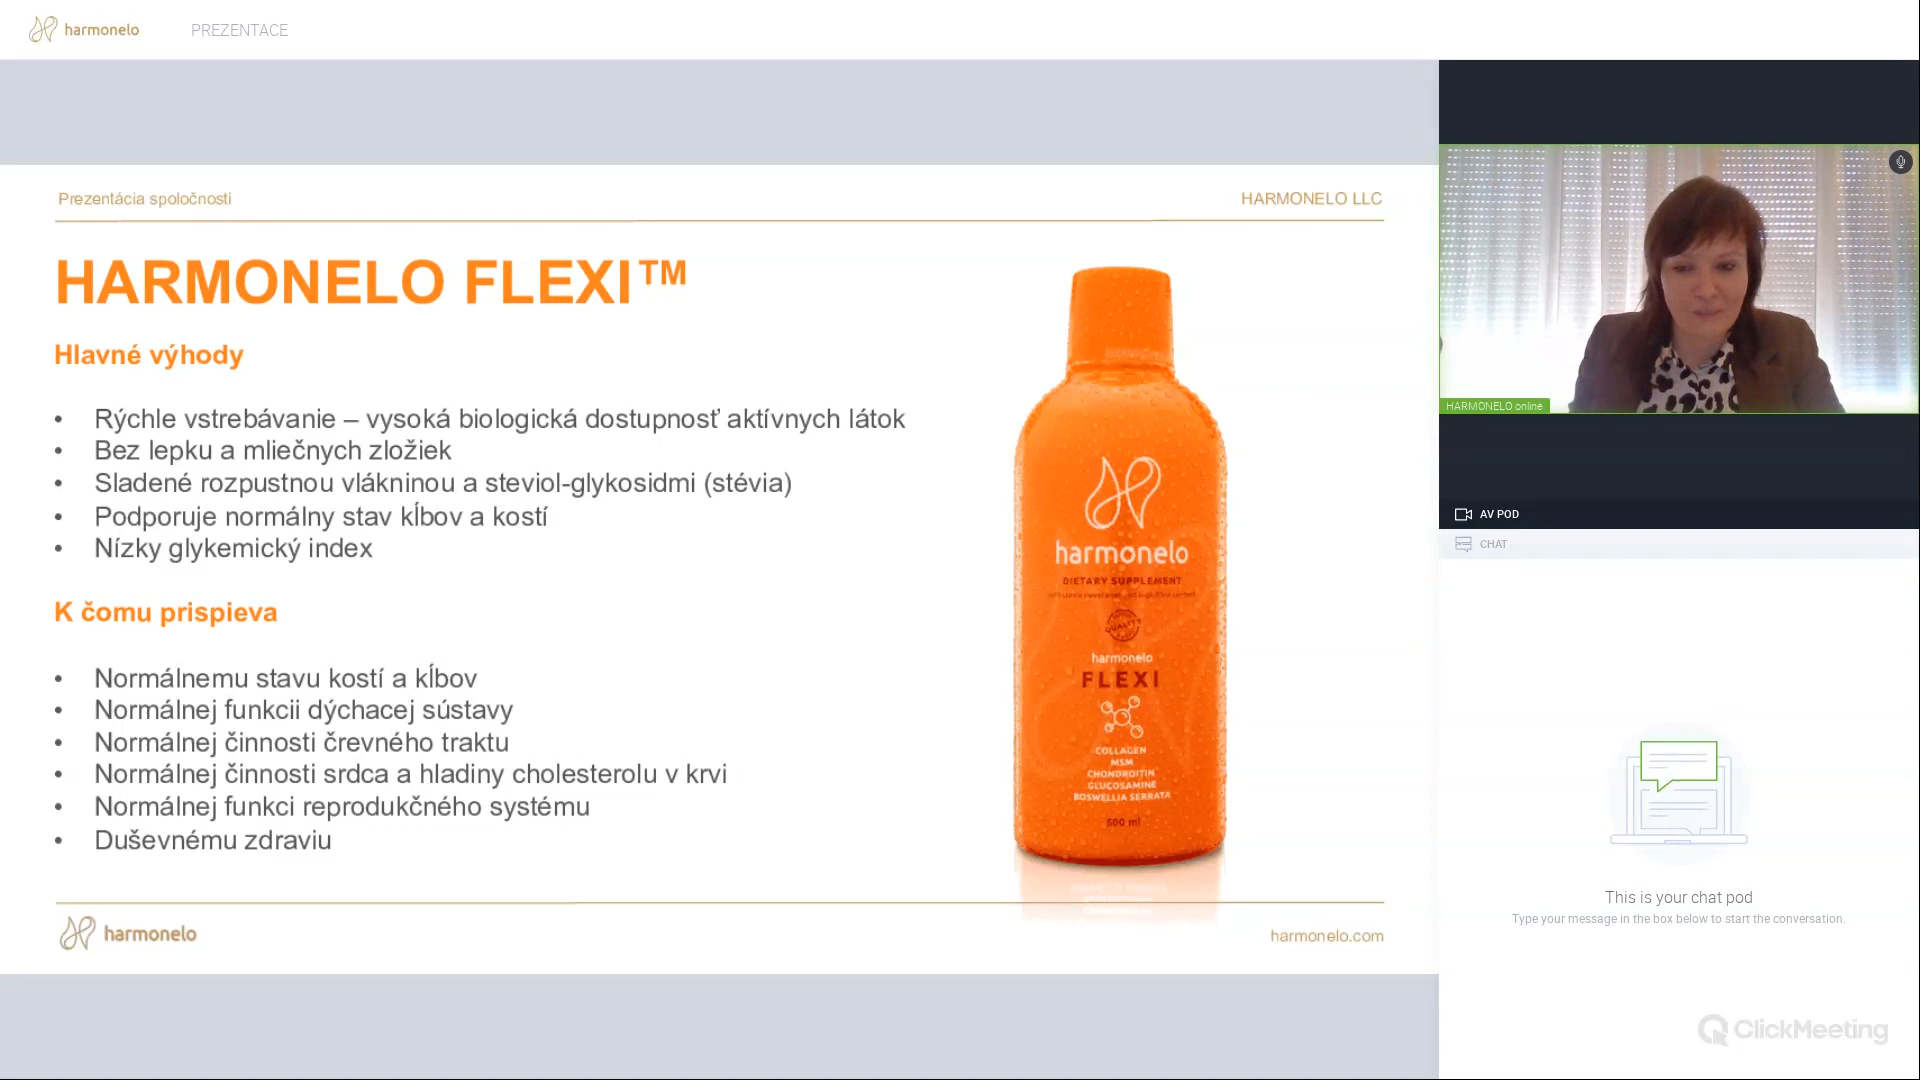 harmonelo
PREZENTACE
Prezentácia spoločnosti
HARMONELO LLC
HARMONELO FLEXI™
Hlavné výhody
• Rýchle vstrebávanie – vysoká biologická dostupnosť aktívnych látok
• Bez lepku a mliečnych zložiek
• Sladené rozpustnou vlákninou a steviol-glykosidmi (stévia)
• Podporuje normálny stav kĺbov a kostí
• Nízky glykemický index
K čomu prispieva
• Normálnemu stavu kostí a kĺbov
• Normálnej funkcii dýchacej sústavy
• Normálnej činnosti črevného traktu
• Normálnej činnosti srdca a hladiny cholesterolu v krvi
• Normálnej funkci reprodukčného systému
• Duševnému zdraviu
harmonelo
DIETARY SUPPLEMENT
QUALITY
harmonelo
FLEXI
COLLAGEN
MSM
CHONDROITIN
GLUCOSAMINE
BOSWELLIA SERRATA
500 ml
harmonelo
harmonelo.com
HARMONELO online
AV POD
CHAT
This is your chat pod
Type your message in the box below to start the conversation.
ClickMeeting